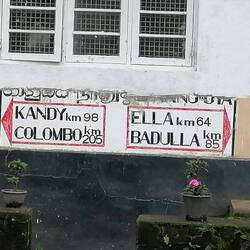 KANDY km 98
COLOMBO km 205
ELLA km 64
BADULLA km 85